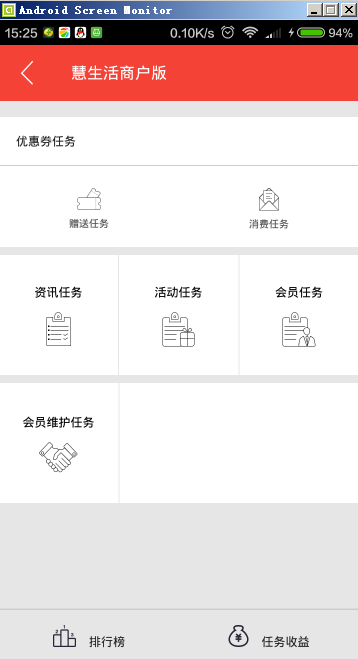 Android Screen Monitor
15:25 0.10K/s 94%
慧生活商户版
优惠券任务
赠送任务 消费任务
资讯任务 活动任务 会员任务
会员维护任务
排行榜 任务收益